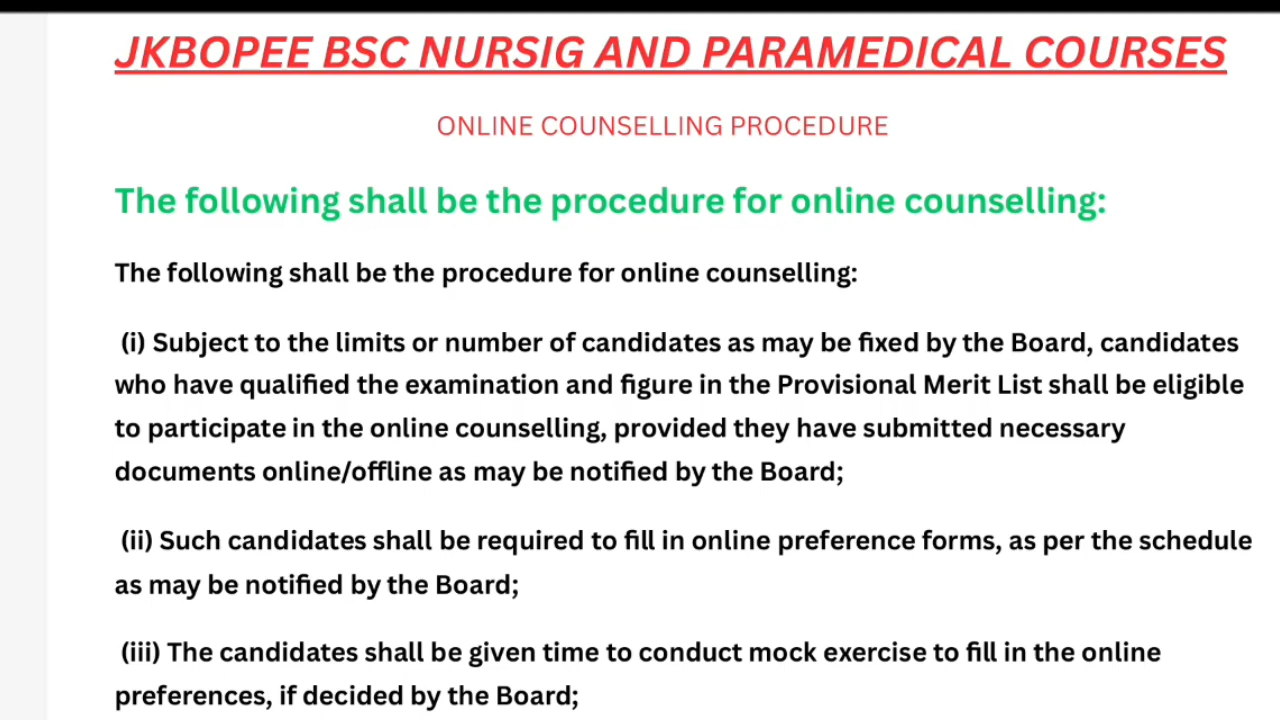 JKBOPEE BSC NURSIG AND PARAMEDICAL COURSES
ONLINE COUNSELLING PROCEDURE
The following shall be the procedure for online counselling:
The following shall be the procedure for online counselling:
(i) Subject to the limits or number of candidates as may be fixed by the Board, candidates
who have qualified the examination and figure in the Provisional Merit List shall be eligible
to participate in the online counselling, provided they have submitted necessary
documents online/offline as may be notified by the Board;
(ii) Such candidates shall be required to fill in online preference forms, as per the schedule
as may be notified by the Board;
(iii) The candidates shall be given time to conduct mock exercise to fill in the online
preferences, if decided by the Board;